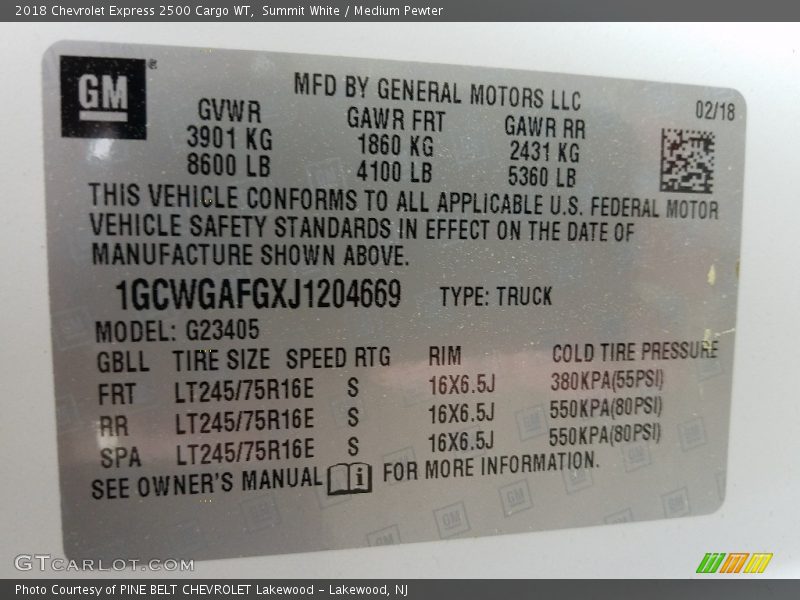 2018 Chevrolet Express 2500 Cargo WT, Summit White / Medium Pewter
GM ®
MFD BY GENERAL MOTORS LLC
02/18
GVWR GAWR FRT GAWR RR
3901 KG 1860 KG 2431 KG
8600 LB 4100 LB 5360 LB
THIS VEHICLE CONFORMS TO ALL APPLICABLE U.S. FEDERAL MOTOR
VEHICLE SAFETY STANDARDS IN EFFECT ON THE DATE OF
MANUFACTURE SHOWN ABOVE.
1GCWGAFGXJ1204669 TYPE: TRUCK
MODEL: G23405
GBLL TIRE SIZE SPEED RTG RIM COLD TIRE PRESSURE
FRT LT245/75R16E S 16X6.5J 380KPA(55PSI)
RR LT245/75R16E S 16X6.5J 550KPA(80PSI)
SPA LT245/75R16E S 16X6.5J 550KPA(80PSI)
SEE OWNER'S MANUAL i FOR MORE INFORMATION.
GTCARLOT.COM
Photo Courtesy of PINE BELT CHEVROLET Lakewood - Lakewood, NJ